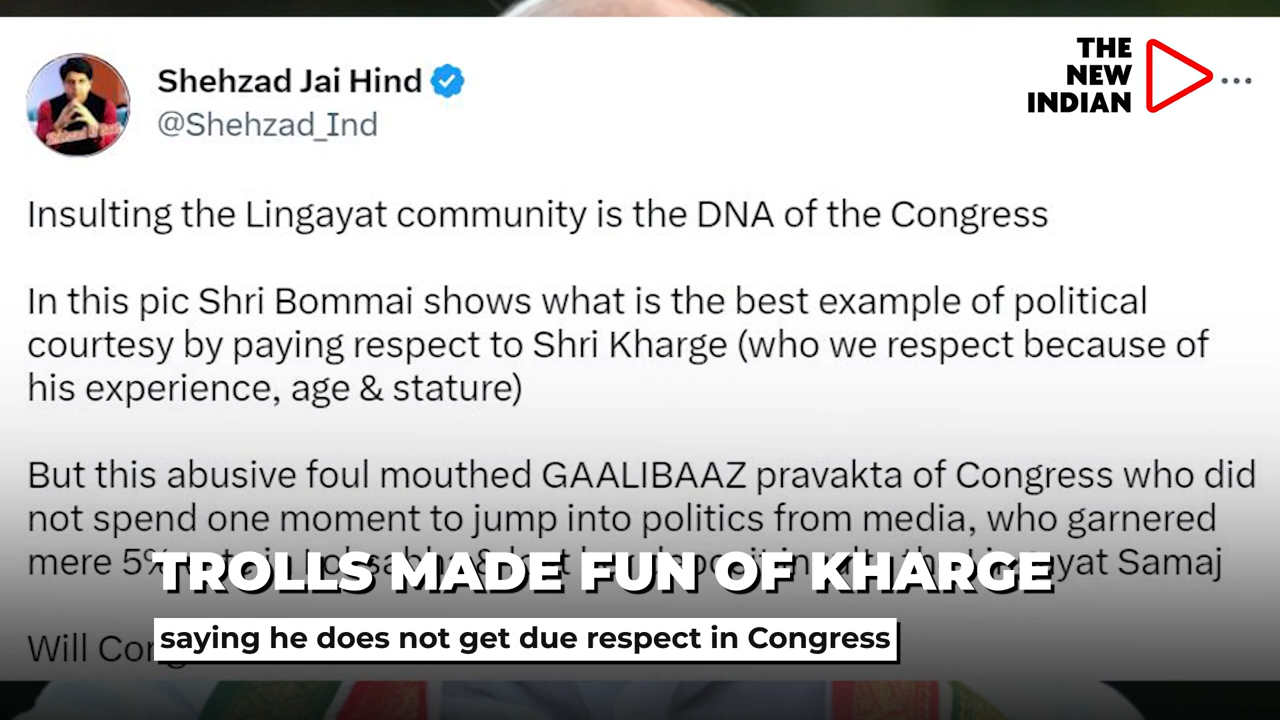 Shehzad Jai Hind
@Shehzad_Ind
THE
NEW
INDIAN
Insulting the Lingayat community is the DNA of the Congress
In this pic Shri Bommai shows what is the best example of political
courtesy by paying respect to Shri Kharge (who we respect because of
his experience, age & stature)
But this abusive foul mouthed GAALIBAAZ pravakta of Congress who did
not spend one moment to jump into politics from media, who garnered
mere 5% Samaj
TROLLS MADE FUN OF KHARGE
saying he does not get due respect in Congress
Will